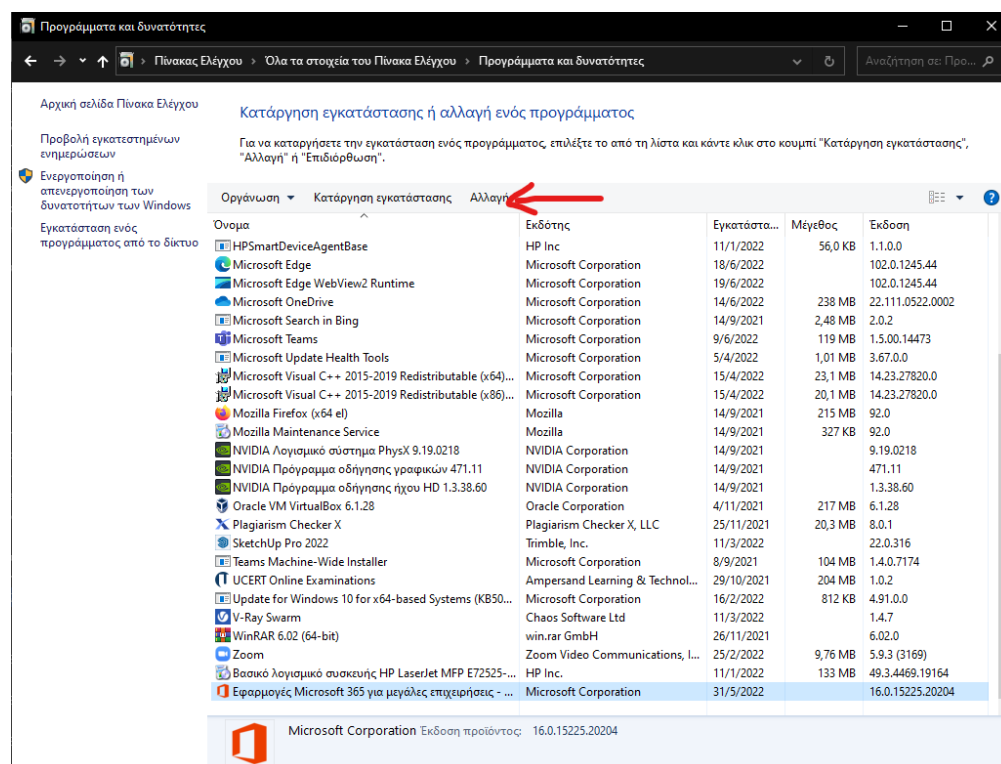 Προγράμματα και δυνατότητες
Πίνακας Ελέγχου › Όλα τα στοιχεία του Πίνακα Ελέγχου › Προγράμματα και δυνατότητες
Αναζήτηση σε: Προ...
Αρχική σελίδα Πίνακα Ελέγχου
Προβολή εγκατεστημένων
ενημερώσεων
Ενεργοποίηση ή
απενεργοποίηση των
δυνατοτήτων των Windows
Εγκατάσταση ενός
προγράμματος από το δίκτυο
Κατάργηση εγκατάστασης ή αλλαγή ενός προγράμματος
Για να καταργήσετε την εγκατάσταση ενός προγράμματος, επιλέξτε το από τη λίστα και κάντε κλικ στο κουμπί "Κατάργηση εγκατάστασης",
"Αλλαγή" ή "Επιδιόρθωση".
Οργάνωση Κατάργηση εγκατάστασης Αλλαγή
Όνομα Εκδότης Εγκατάστα... Μέγεθος Έκδοση
HPSmartDeviceAgentBase HP Inc 11/1/2022 56,0 KB 1.1.0.0
Microsoft Edge Microsoft Corporation 18/6/2022 102.0.1245.44
Microsoft Edge WebView2 Runtime Microsoft Corporation 19/6/2022 102.0.1245.44
Microsoft OneDrive Microsoft Corporation 14/6/2022 238 MB 22.111.0522.0002
Microsoft Search in Bing Microsoft Corporation 14/9/2021 2,48 MB 2.0.2
Microsoft Teams Microsoft Corporation 9/6/2022 119 MB 1.5.00.14473
Microsoft Update Health Tools Microsoft Corporation 5/4/2022 1,01 MB 3.67.0.0
Microsoft Visual C++ 2015-2019 Redistributable (x64)... Microsoft Corporation 15/4/2022 23,1 MB 14.23.27820.0
Microsoft Visual C++ 2015-2019 Redistributable (x86)... Microsoft Corporation 15/4/2022 20,1 MB 14.23.27820.0
Mozilla Firefox (x64 el) Mozilla 14/9/2021 215 MB 92.0
Mozilla Maintenance Service Mozilla 14/9/2021 327 KB 92.0
NVIDIA Λογισμικό σύστημα PhysX 9.19.0218 NVIDIA Corporation 14/9/2021 9.19.0218
NVIDIA Πρόγραμμα οδήγησης γραφικών 471.11 NVIDIA Corporation 14/9/2021 471.11
NVIDIA Πρόγραμμα οδήγησης ήχου HD 1.3.38.60 NVIDIA Corporation 14/9/2021 1.3.38.60
Oracle VM VirtualBox 6.1.28 Oracle Corporation 4/11/2021 217 MB 6.1.28
Plagiarism Checker X Plagiarism Checker X, LLC 25/11/2021 20,3 MB 8.0.1
SketchUp Pro 2022 Trimble, Inc. 11/3/2022 22.0.316
Teams Machine-Wide Installer Microsoft Corporation 8/9/2021 104 MB 1.4.0.7174
UCERT Online Examinations Ampersand Learning & Technol... 29/10/2021 204 MB 1.0.2
Update for Windows 10 for x64-based Systems (KB50... Microsoft Corporation 16/2/2022 812 KB 4.91.0.0
V-Ray Swarm Chaos Software Ltd 11/3/2022 1.4.7
WinRAR 6.02 (64-bit) win.rar GmbH 26/11/2021 6.02.0
Zoom Zoom Video Communications, I... 25/2/2022 9,76 MB 5.9.3 (3169)
Βασικό λογισμικό συσκευής HP LaserJet MFP E72525-... HP Inc. 11/1/2022 133 MB 49.3.4469.19164
Εφαρμογές Microsoft 365 για μεγάλες επιχειρήσεις - ... Microsoft Corporation 31/5/2022 16.0.15225.20204
Microsoft Corporation Έκδοση προϊόντος: 16.0.15225.20204